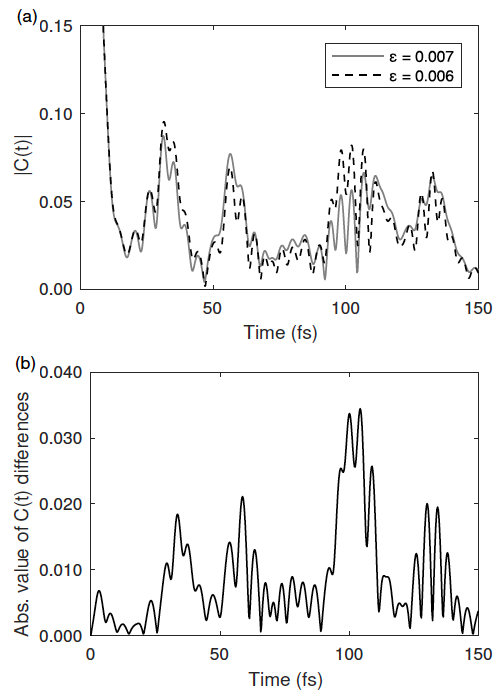 (a)
0.15
0.10
0.05
0.00
|C(t)|
ε = 0.007
ε = 0.006
0
50
100
150
Time (fs)
(b)
0.040
0.030
0.020
0.010
0.000
Abs. value of C(t) differences
0
50
100
150
Time (fs)